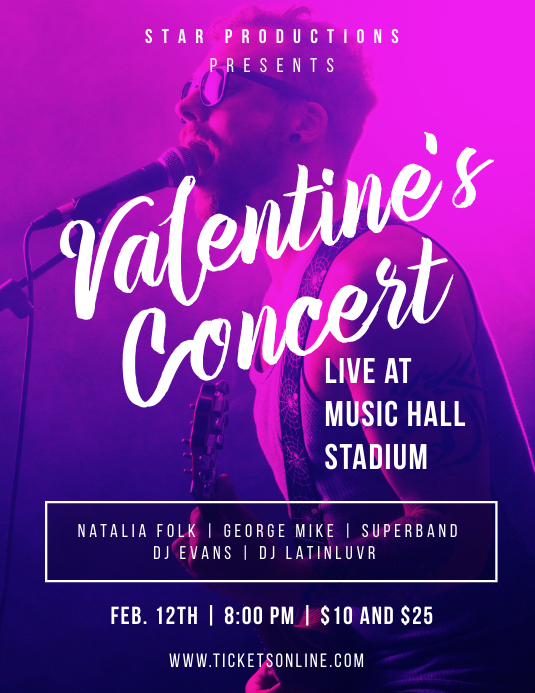 STAR PRODUCTIONS
PRESENTS
Valentine's
Concert
LIVE AT
MUSIC HALL
STADIUM
NATALIA FOLK | GEORGE MIKE | SUPERBAND
DJ EVANS | DJ LATINLUVR
FEB. 12TH | 8:00 PM | $10 AND $25
WWW.TICKETSONLINE.COM